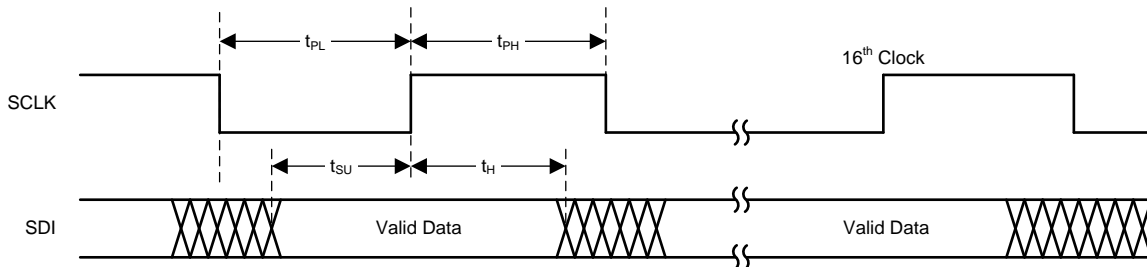 t_PL t_PH
16th Clock
SCLK
t_SU t_H
SDI Valid Data Valid Data